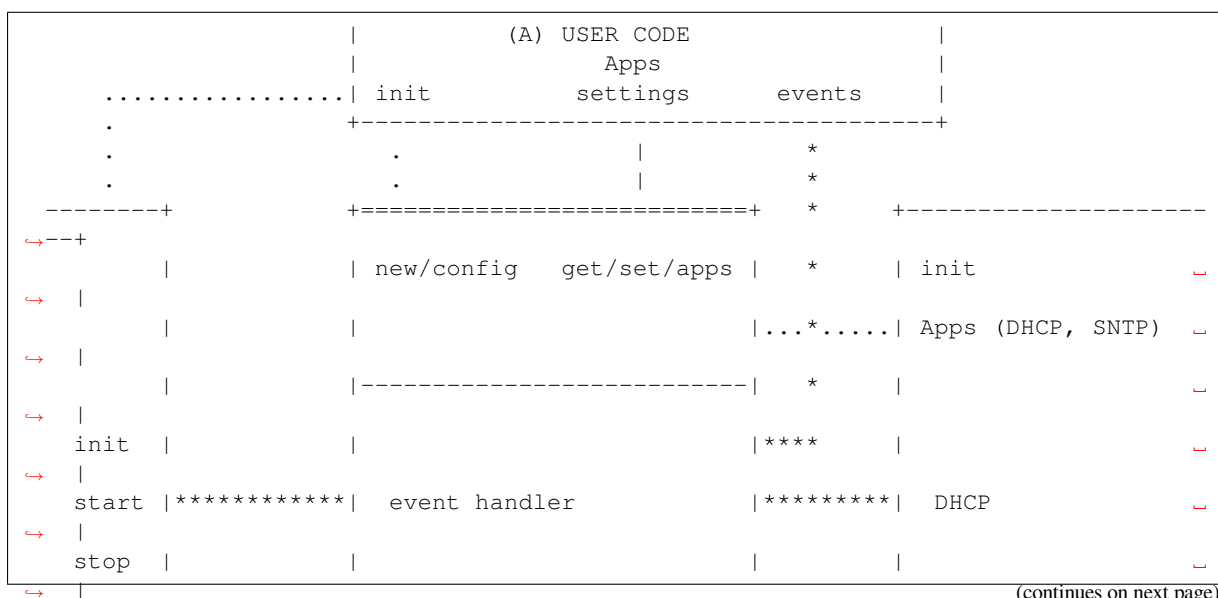 |          (A) USER CODE                 |
                         |                 Apps                   |
       .................| init          settings      events     |
       .                +----------------------------------------+
       .                   .                |           *
       .                   .                |           *
   --------+            +===========================+   *     +---------------------
↪--+
           |            | new/config   get/set/apps |   *     | init               ␣
↪  |
           |            |                           |...*.....| Apps (DHCP, SNTP)  ␣
↪  |
           |            |---------------------------|   *     |                    ␣
↪  |
     init  |            |                           |****     |                    ␣
↪  |
     start |************|  event handler            |*********|  DHCP              ␣
↪  |
     stop  |            |                           |         |                    ␣
↪  |
(continues on next page)